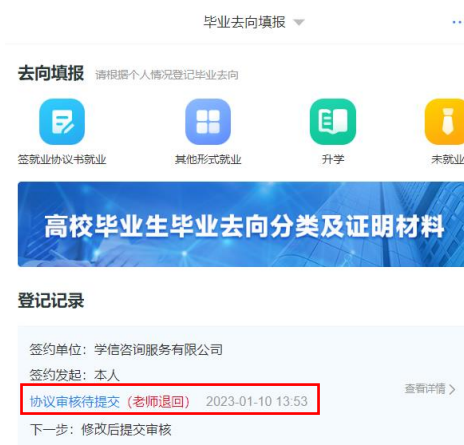 毕业去向填报
去向填报 请根据个人情况登记毕业去向
签就业协议书就业 其他形式就业 升学 未就业
高校毕业生毕业去向分类及证明材料
登记记录
签约单位：学信咨询服务有限公司
签约发起：本人
查看详情
协议审核待提交（老师退回） 2023-01-10 13:53
下一步：修改后提交审核